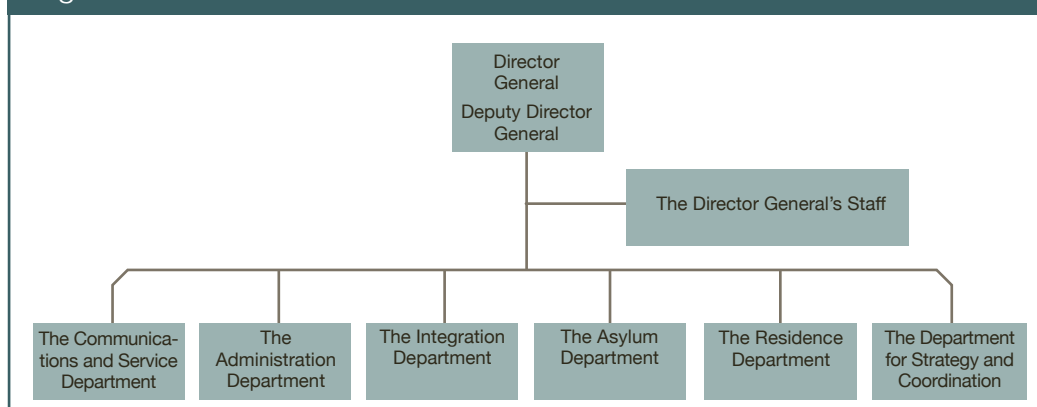 Director
General
Deputy Director
General
The Director General's Staff
The Communica-
tions and Service
Department
The
Administration
Department
The Integration
Department
The Asylum
Department
The Residence
Department
The Department
for Strategy and
Coordination